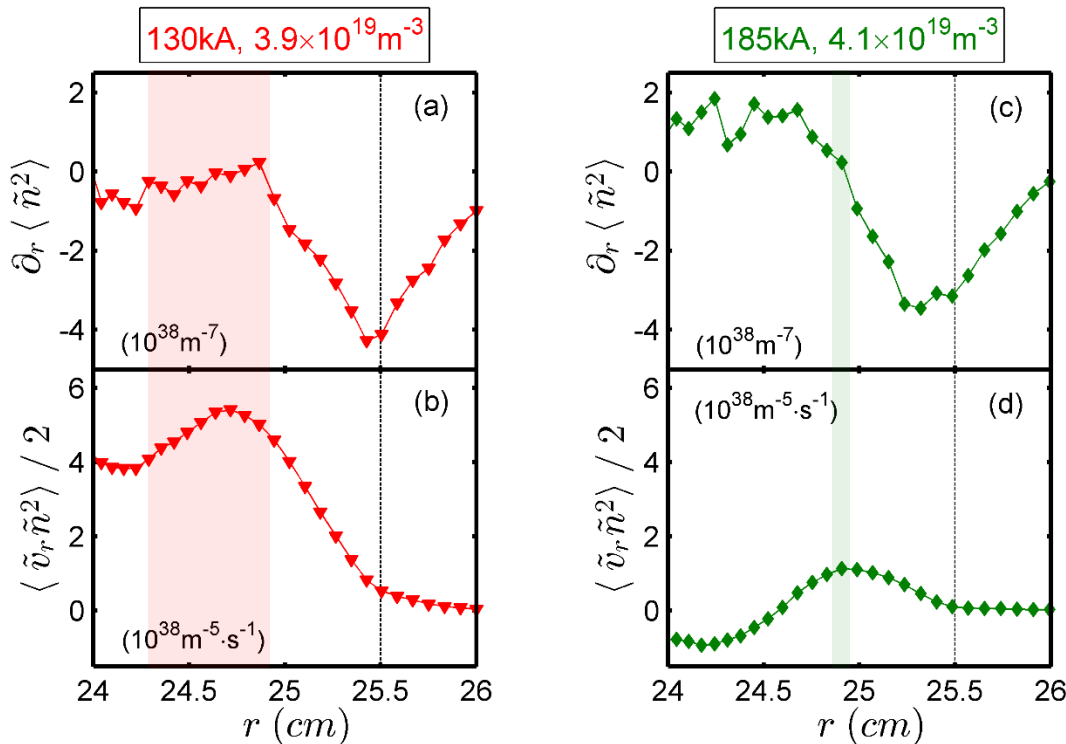 130kA, 3.9×10¹⁹m⁻³
185kA, 4.1×10¹⁹m⁻³
(a)
2
0
-2
-4
∂ᵣ⟨ñ²⟩
(10³⁸m⁻⁷)
(b)
6
4
2
0
⟨ṽᵣñ²⟩ / 2
(10³⁸m⁻⁵·s⁻¹)
24 24.5 25 25.5 26
r (cm)
(c)
2
0
-2
-4
∂ᵣ⟨ñ²⟩
(10³⁸m⁻⁷)
(d)
(10³⁸m⁻⁵·s⁻¹)
6
4
2
0
⟨ṽᵣñ²⟩ / 2
24 24.5 25 25.5 26
r (cm)